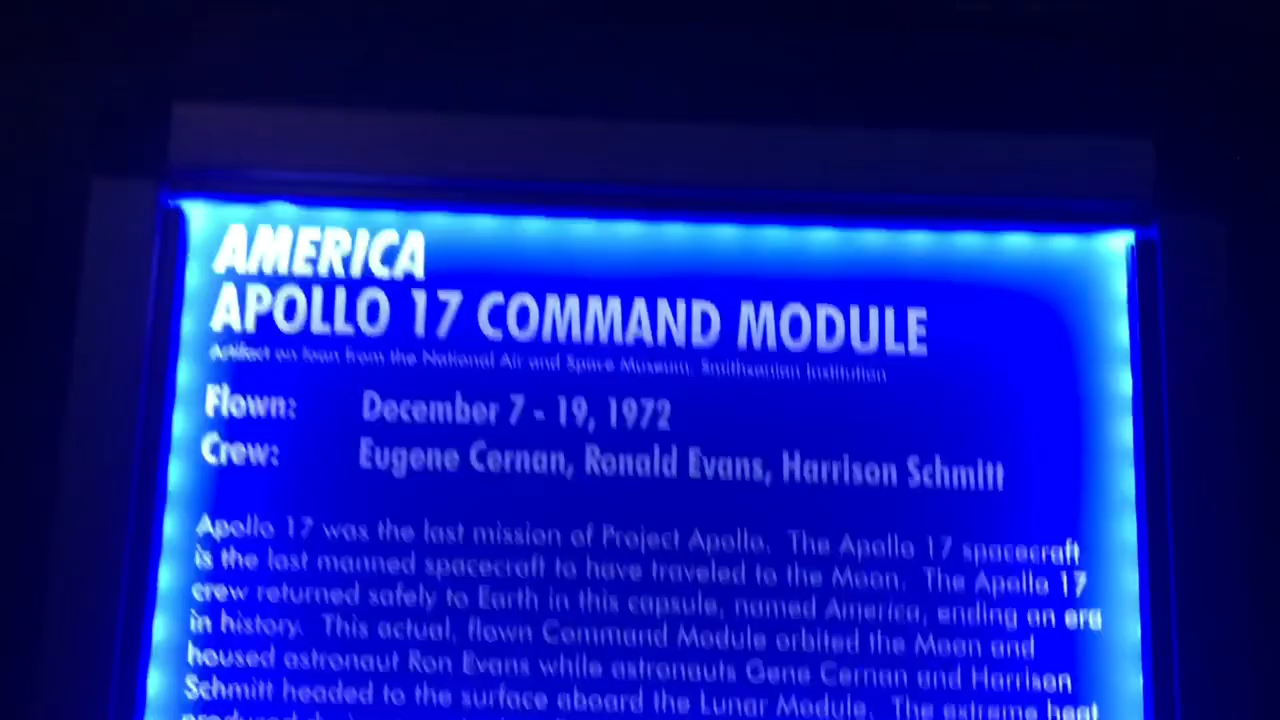 AMERICA
APOLLO 17 COMMAND MODULE
Artifact on loan from the National Air and Space Museum, Smithsonian Institution
Flown: December 7 - 19, 1972
Crew: Eugene Cernan, Ronald Evans, Harrison Schmitt
Apollo 17 was the last mission of Project Apollo. The Apollo 17 spacecraft
is the last manned spacecraft to have traveled to the Moon. The Apollo 17
crew returned safely to Earth in this capsule, named America, ending an era
in history. This actual, flown Command Module orbited the Moon and
housed astronaut Ron Evans while astronauts Gene Cernan and Harrison
Schmitt headed to the surface aboard the Lunar Module. The extreme heat